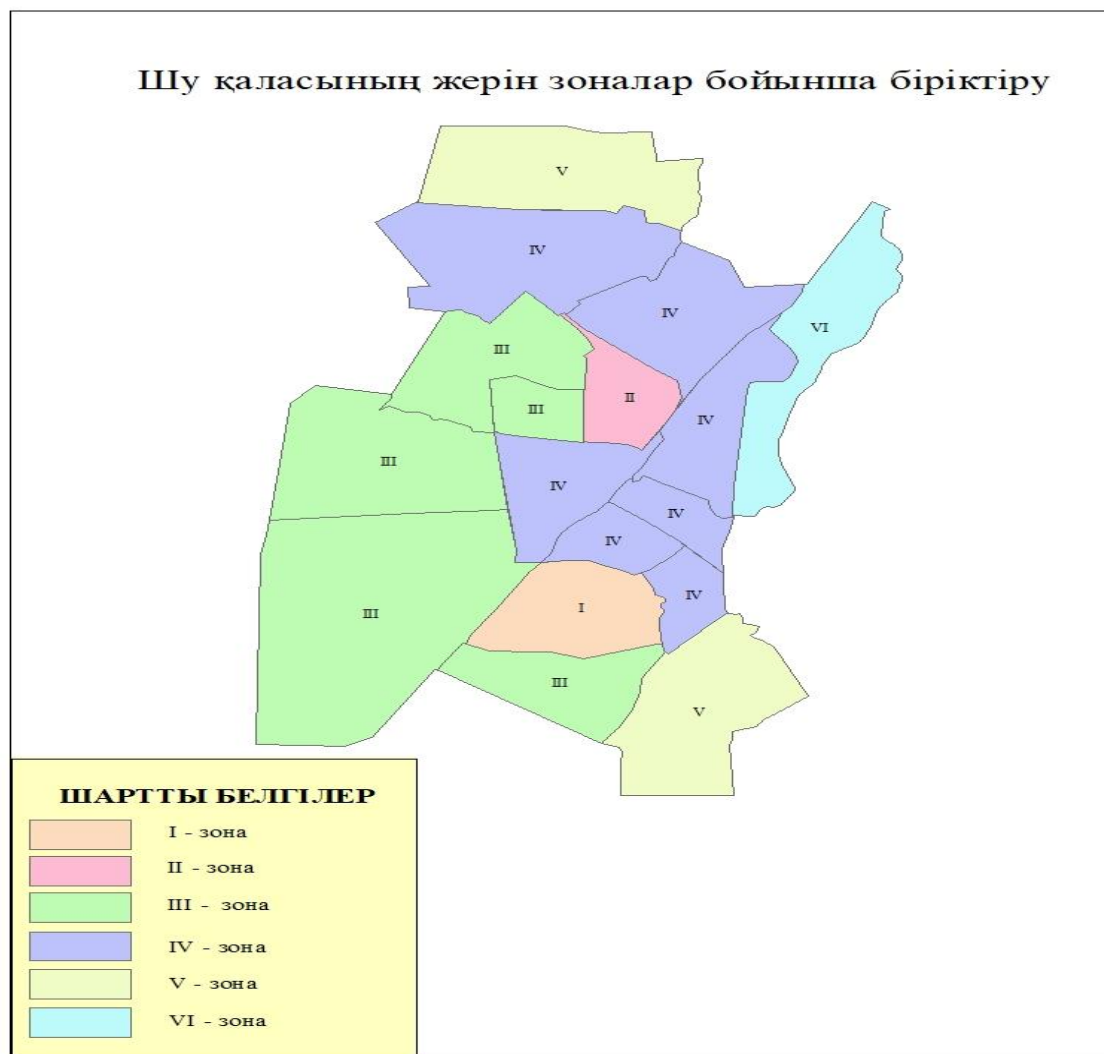 Шу қаласының жерін зоналар бойынша біріктіру
V
IV
IV
VI
III
II
III
IV
III
IV
IV
IV
IV
I
III
III
V
ШАРТТЫ БЕЛГІЛЕР
I - зона
II - зона
III - зона
IV - зона
V - зона
VI - зона